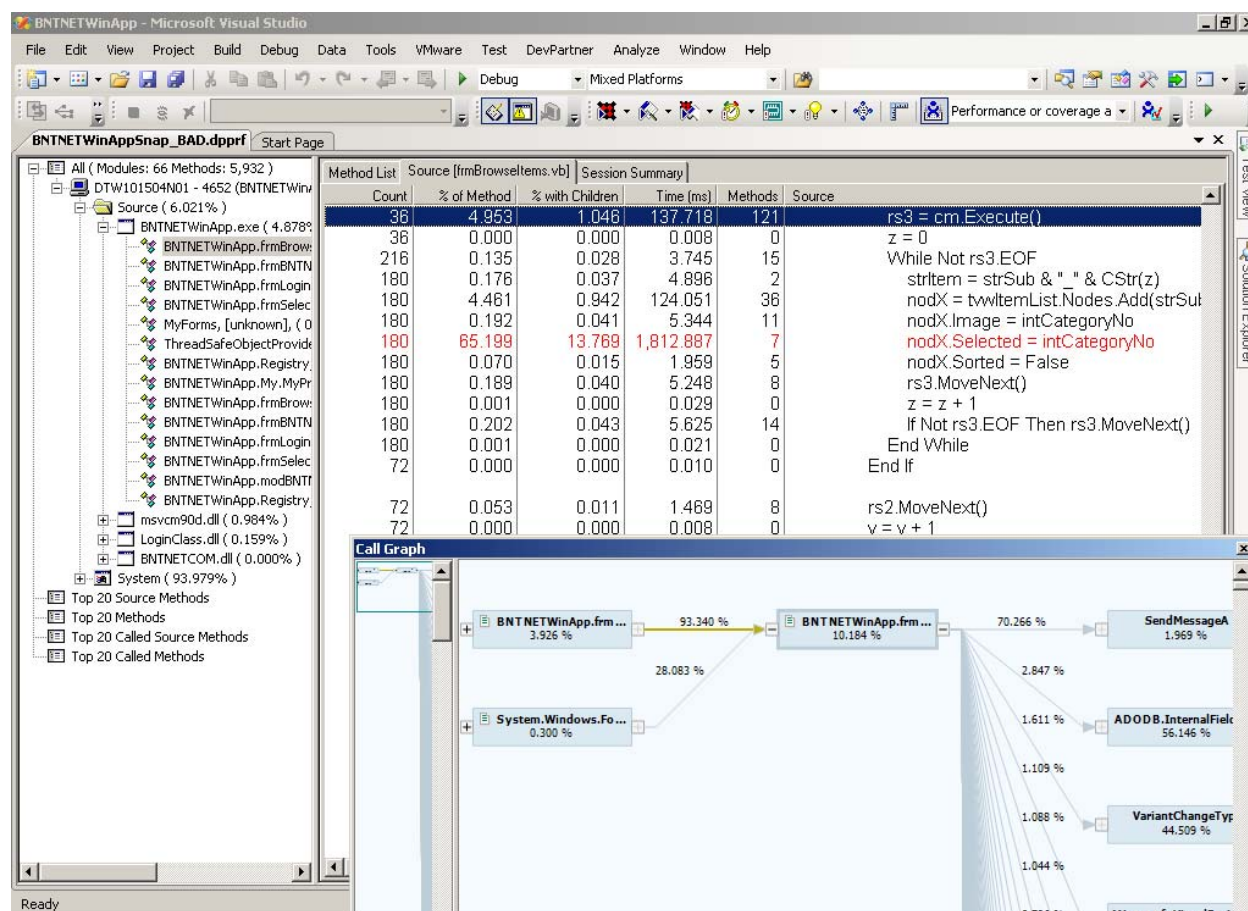 BNTNETWinApp - Microsoft Visual Studio
File Edit View Project Build Debug Data Tools VMware Test DevPartner Analyze Window Help
Debug Mixed Platforms
Performance or coverage a
BNTNETWinAppSnap_BAD.dpprf Start Page
All ( Modules: 66 Methods: 5,932 )
DTW101504N01 - 4652 (BNTNETWin
Source ( 6.021% )
BNTNETWinApp.exe ( 4.878%
BNTNETWinApp.frmBrow
BNTNETWinApp.frmBNTN
BNTNETWinApp.frmLogin
BNTNETWinApp.frmSelec
MyForms, [unknown], ( 0
ThreadSafeObjectProvide
BNTNETWinApp.Registry
BNTNETWinApp.My.MyPr
BNTNETWinApp.frmBrow
BNTNETWinApp.frmBNTN
BNTNETWinApp.frmLogin
BNTNETWinApp.frmSelec
BNTNETWinApp.modBNT
BNTNETWinApp.Registry
msvcm90d.dll ( 0.984% )
LoginClass.dll ( 0.159% )
BNTNETCOM.dll ( 0.000% )
System ( 93.979% )
Top 20 Source Methods
Top 20 Methods
Top 20 Called Source Methods
Top 20 Called Methods
Method List Source [frmBrowseItems.vb] Session Summary
Count % of Method % with Children Time (ms) Methods Source
36 4.953 1.046 137.718 121 rs3 = cm.Execute()
36 0.000 0.000 0.008 0 z = 0
216 0.135 0.028 3.745 15 While Not rs3.EOF
180 0.176 0.037 4.896 2 strItem = strSub & "_" & CStr(z)
180 4.461 0.942 124.051 36 nodX = tvwItemList.Nodes.Add(strSub
180 0.192 0.041 5.344 11 nodX.Image = intCategoryNo
180 65.199 13.769 1,812.887 7 nodX.Selected = intCategoryNo
180 0.070 0.015 1.959 5 nodX.Sorted = False
180 0.189 0.040 5.248 8 rs3.MoveNext()
180 0.001 0.000 0.029 0 z = z + 1
180 0.202 0.043 5.625 14 If Not rs3.EOF Then rs3.MoveNext()
180 0.001 0.000 0.021 0 End While
72 0.000 0.000 0.010 0 End If
72 0.053 0.011 1.469 8 rs2.MoveNext()
72 0.000 0.000 0.008 0 y = y + 1
Test View
Solution Explorer
Call Graph
BNTNETWinApp.frm...
3.926 %
93.340 %
BNTNETWinApp.frm...
10.184 %
70.266 %
SendMessageA
1.969 %
28.083 %
2.847 %
System.Windows.Fo...
0.300 %
1.611 %
ADODB.InternalField
56.146 %
1.109 %
1.088 %
VariantChangeTyp
44.509 %
1.044 %
Ready